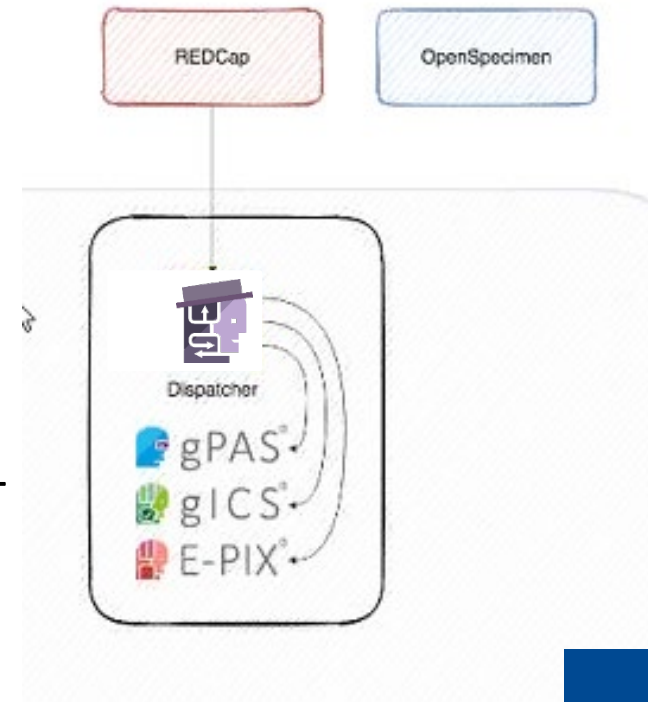 REDCap
OpenSpecimen
Dispatcher
gPAS®
gICS®
E-PIX®